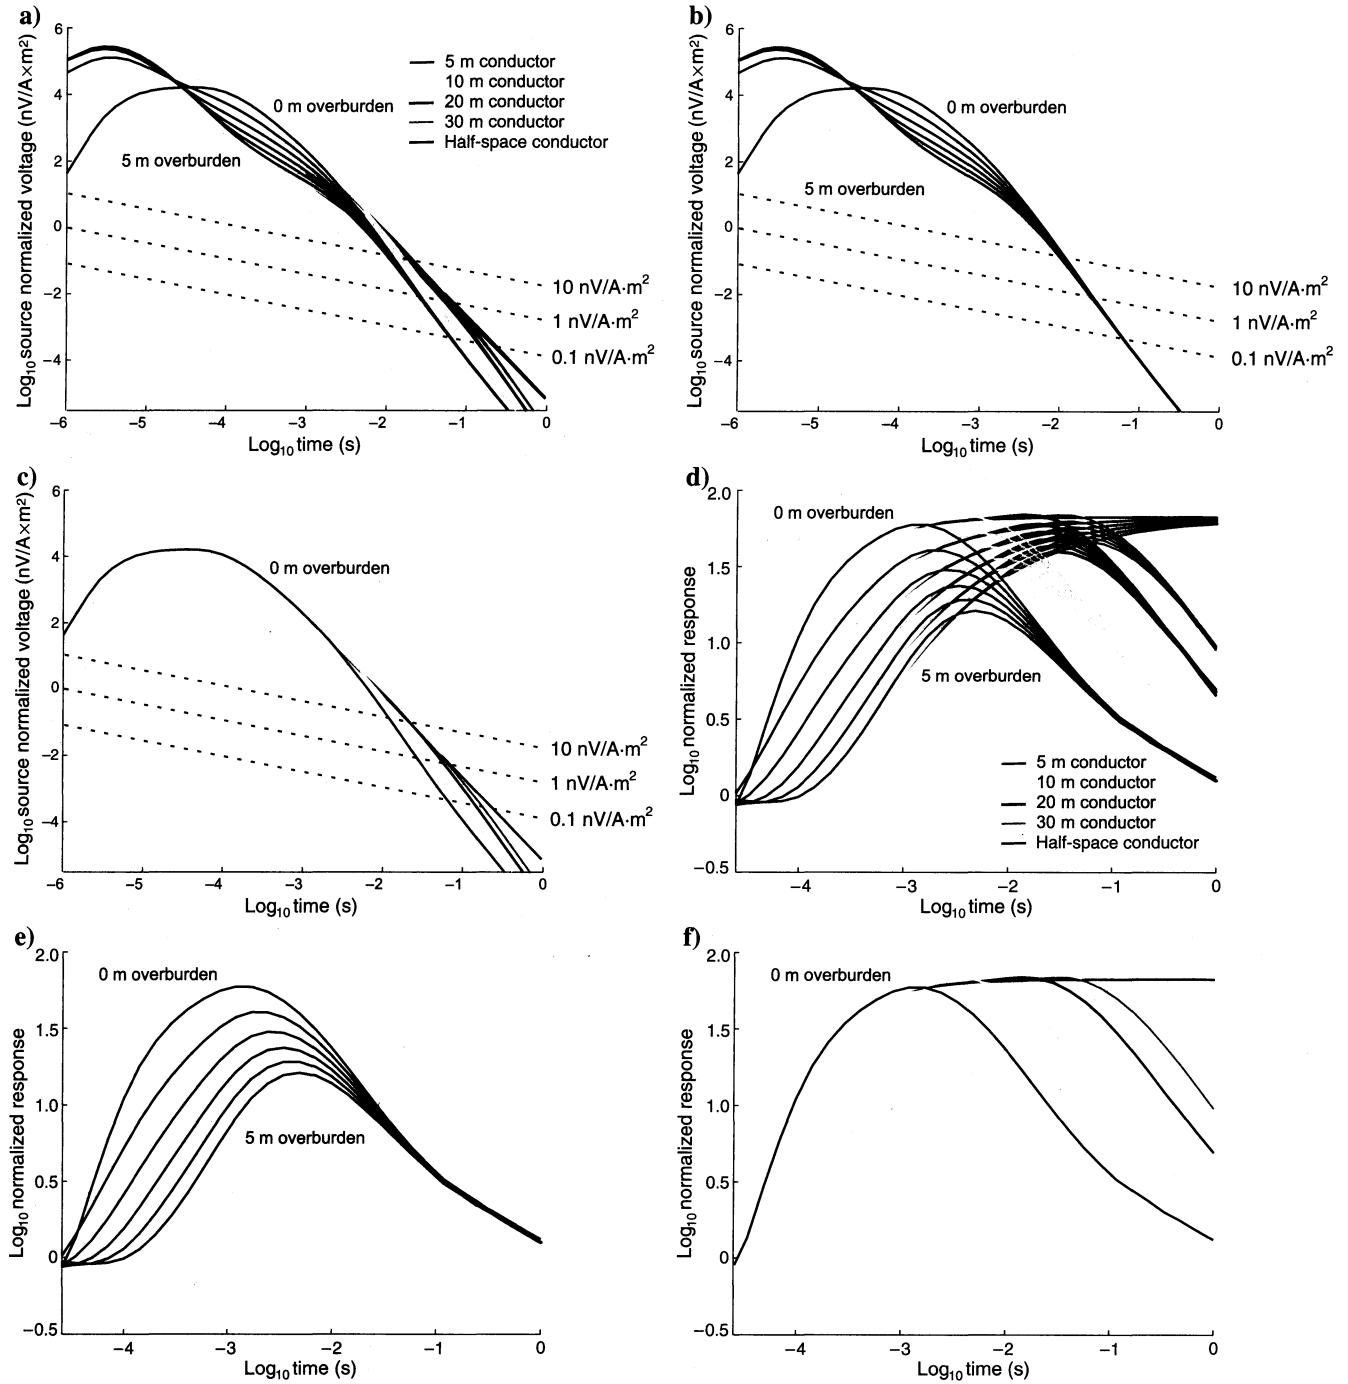 a)
Log₁₀ source normalized voltage (nV/A×m²)
6
4
2
0
−2
−4
−6
−5
−4
−3
−2
−1
0
Log₁₀ time (s)
0 m overburden
5 m overburden
5 m conductor
10 m conductor
20 m conductor
30 m conductor
Half-space conductor
10 nV/A·m²
1 nV/A·m²
0.1 nV/A·m²
b)
Log₁₀ source normalized voltage (nV/A×m²)
6
4
2
0
−2
−4
−6
−5
−4
−3
−2
−1
0
Log₁₀ time (s)
0 m overburden
5 m overburden
10 nV/A·m²
1 nV/A·m²
0.1 nV/A·m²
c)
Log₁₀ source normalized voltage (nV/A×m²)
6
4
2
0
−2
−4
−6
−5
−4
−3
−2
−1
0
Log₁₀ time (s)
0 m overburden
10 nV/A·m²
1 nV/A·m²
0.1 nV/A·m²
d)
Log₁₀ normalized response
2.0
1.5
1.0
0.5
0
−0.5
−4
−3
−2
−1
0
Log₁₀ time (s)
0 m overburden
5 m overburden
5 m conductor
10 m conductor
20 m conductor
30 m conductor
Half-space conductor
e)
Log₁₀ normalized response
2.0
1.5
1.0
0.5
0
−0.5
−4
−3
−2
−1
0
Log₁₀ time (s)
0 m overburden
5 m overburden
f)
Log₁₀ normalized response
2.0
1.5
1.0
0.5
0
−0.5
−4
−3
−2
−1
0
Log₁₀ time (s)
0 m overburden